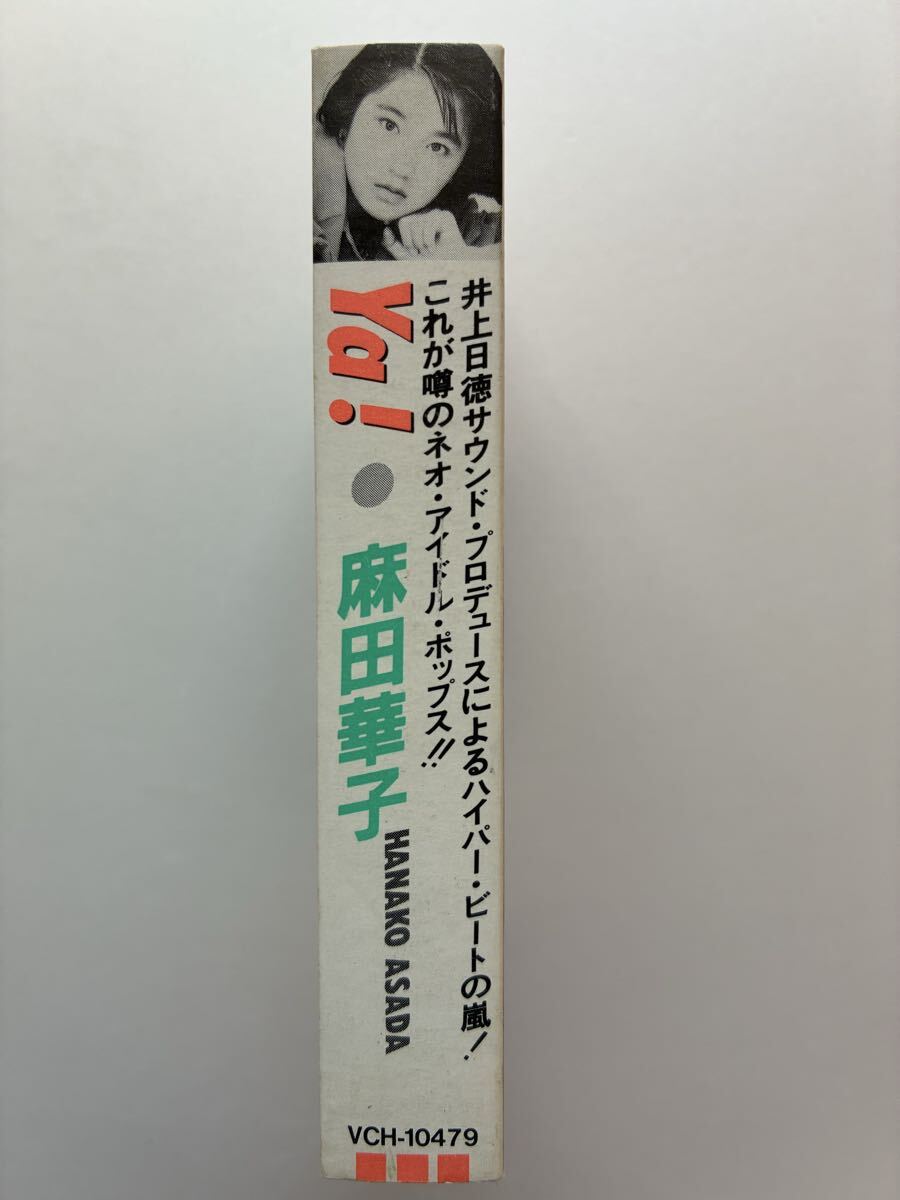 井上日徳サウンド・プロデュースによるハイパー・ビートの嵐!
これが噂のネオ・アイドル・ポップス!!
Ya!
麻田華子
HANAKO ASADA
VCH-10479